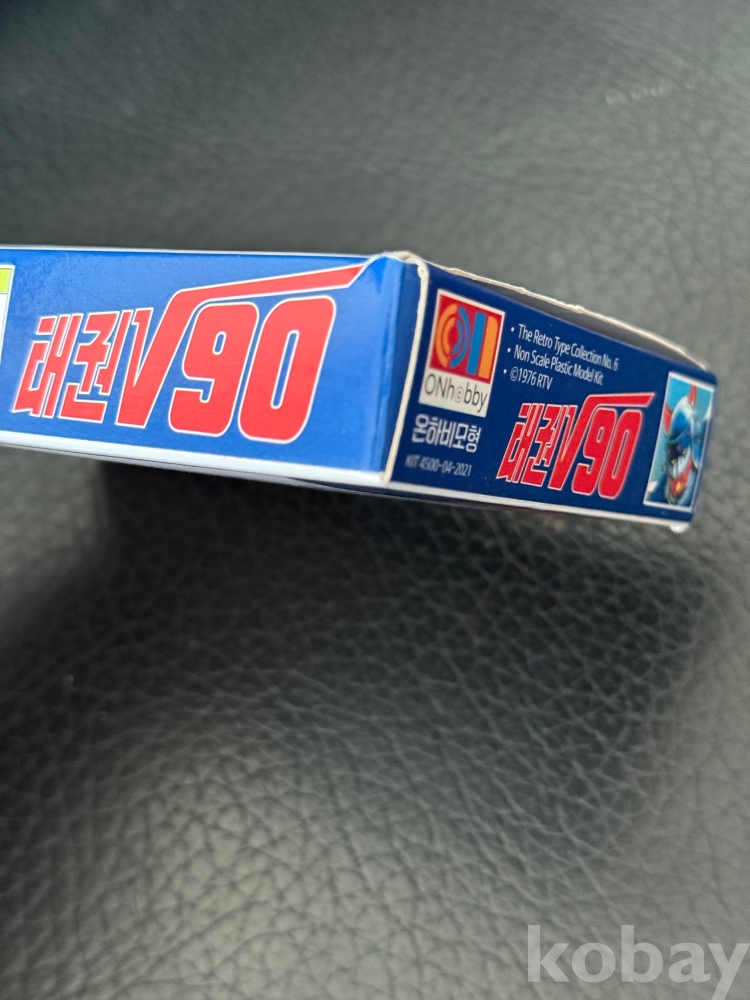 태권V90
ONhobby
온하비모형
KIT 4500-04-2021
• The Retro Type Collection No. 6
• Non Scale Plastic Model Kit
• ©1976 RTV
태권V90
kobay